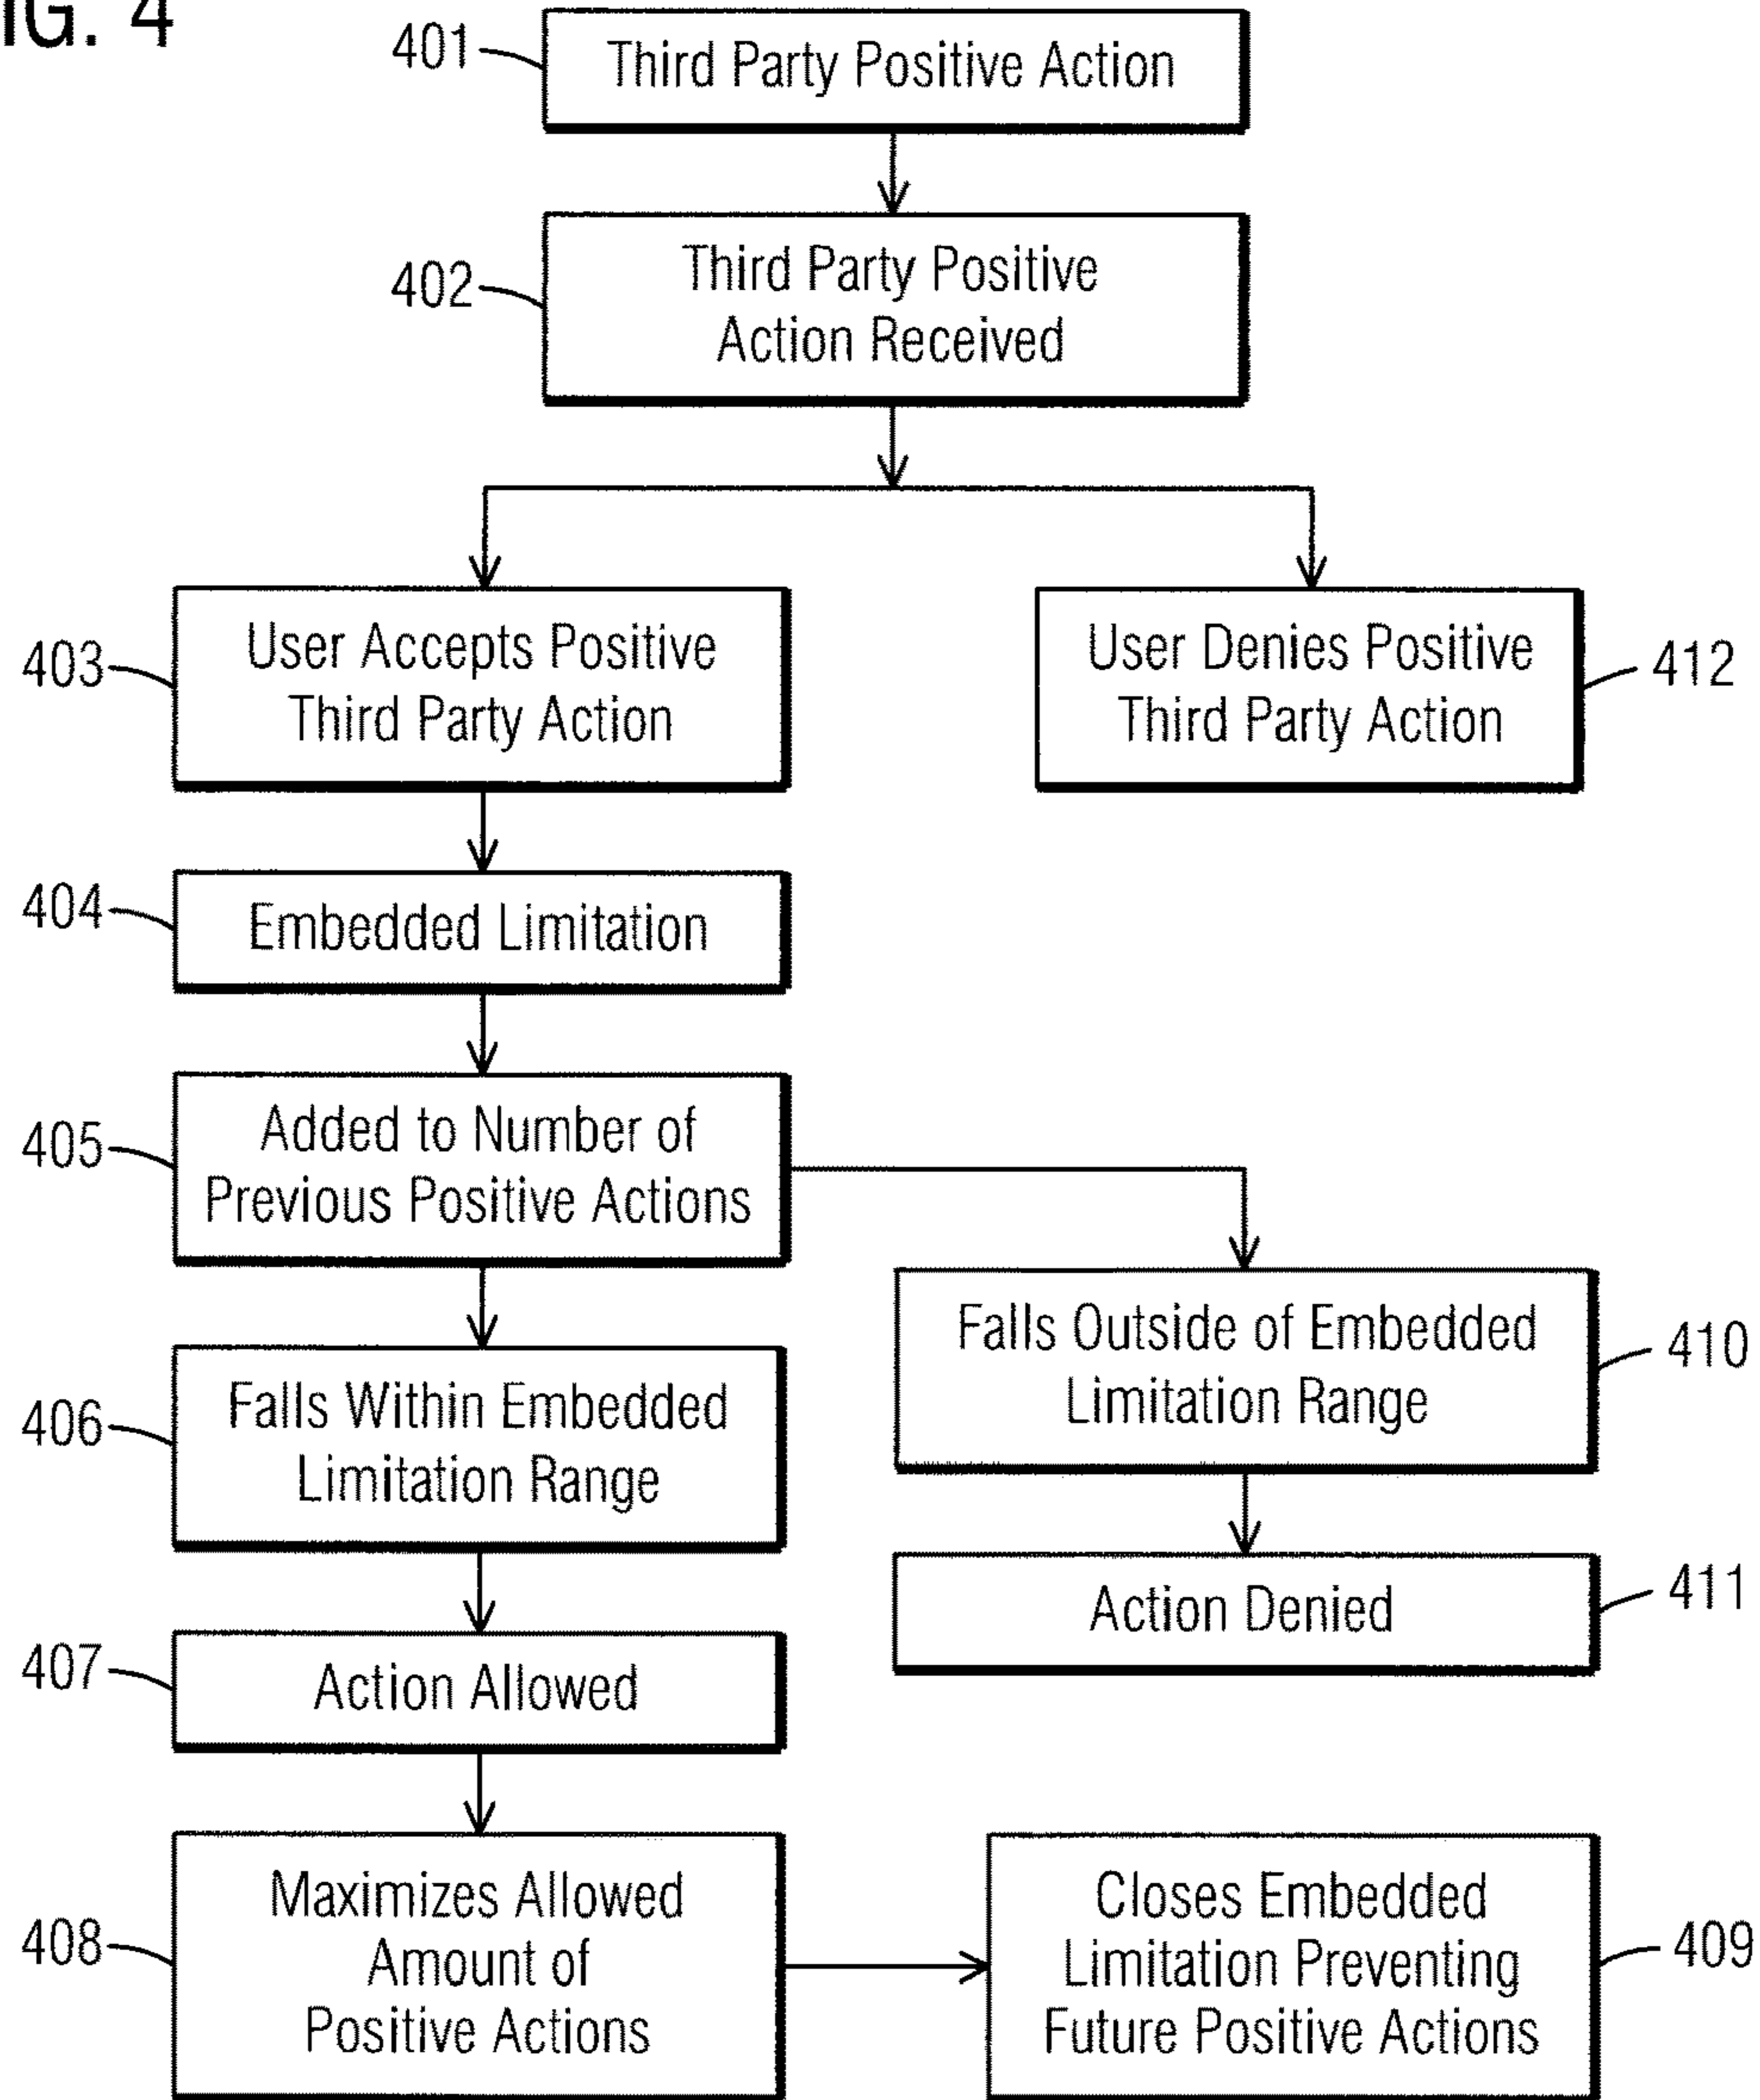 IG. 4
401
Third Party Positive Action
402
Third Party Positive
Action Received
403
User Accepts Positive
Third Party Action
User Denies Positive
Third Party Action
412
404
Embedded Limitation
405
Added to Number of
Previous Positive Actions
406
Falls Within Embedded
Limitation Range
Falls Outside of Embedded
Limitation Range
410
407
Action Allowed
Action Denied
411
408
Maximizes Allowed
Amount of
Positive Actions
Closes Embedded
Limitation Preventing
Future Positive Actions
409